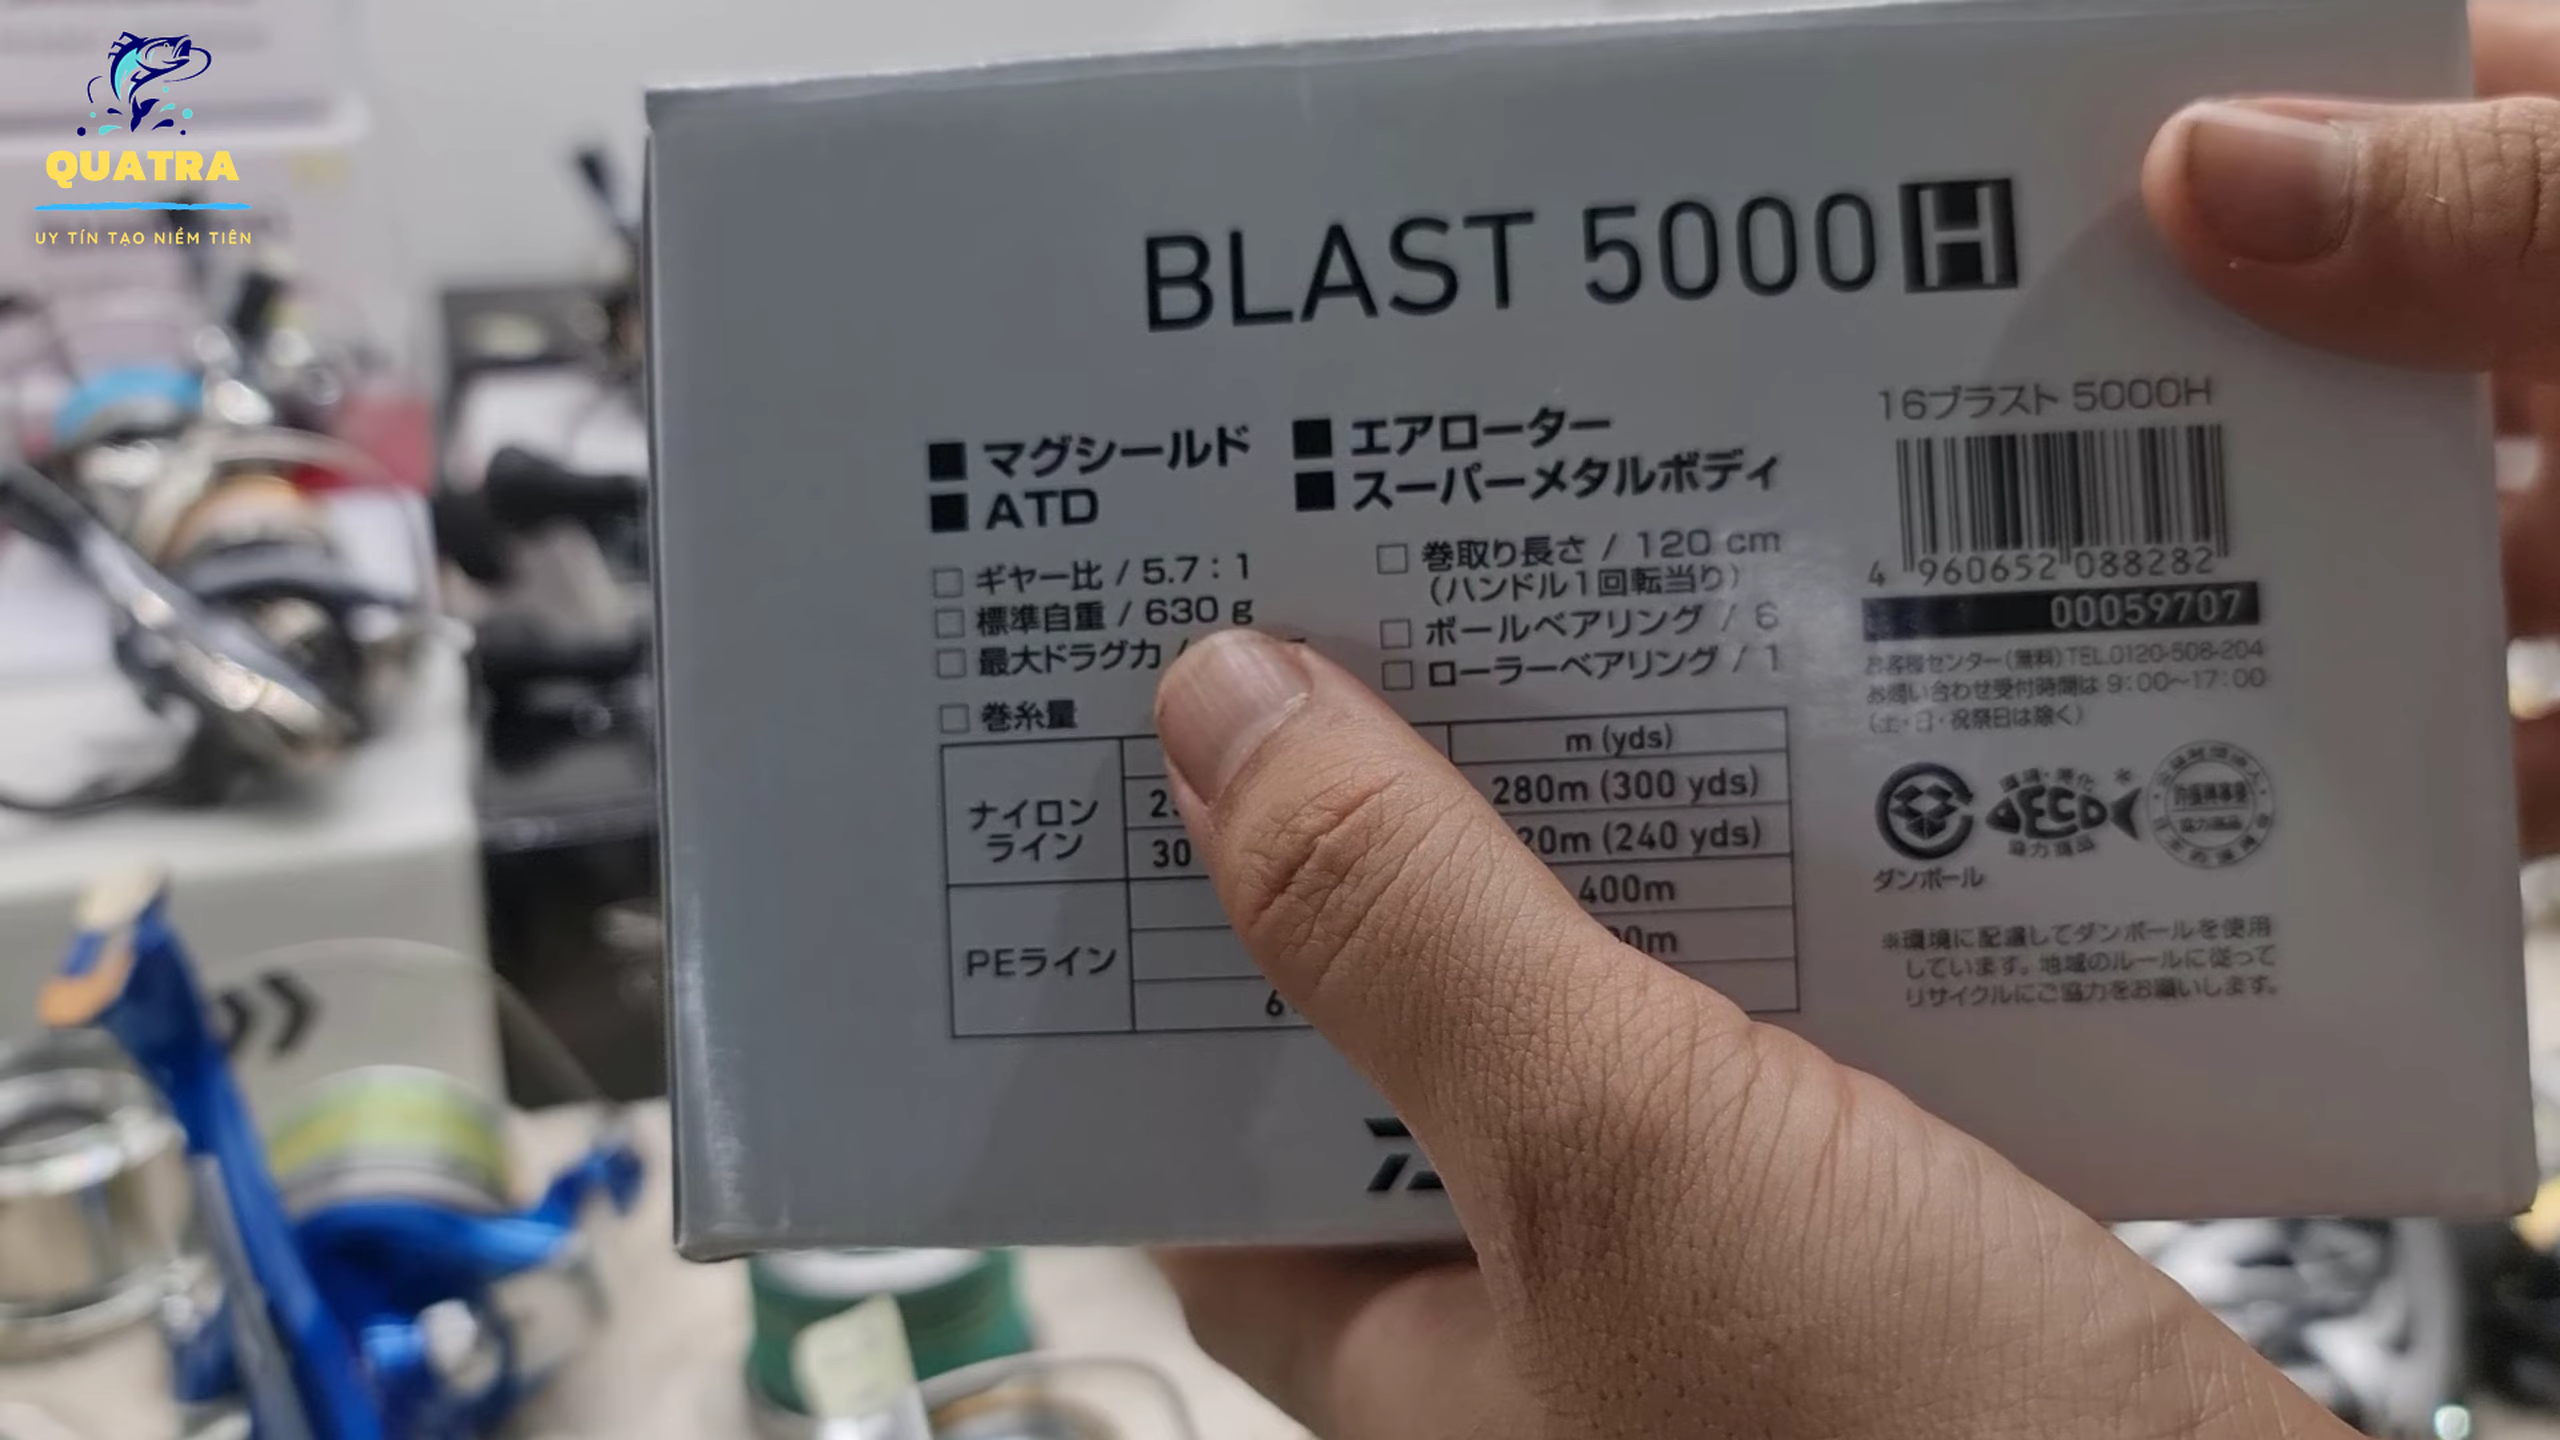 QUATRA
UY TÍN TẠO NIỀM TIÊN
BLAST 5000H
■ マグシールド
■ エアローター
■ ATD
■ スーパーメタルボディ
□ ギヤー比 / 5.7 : 1
□ 標準自重 / 630 g
□ 最大ドラグ力 /
□ 巻取り長さ / 120 cm
(ハンドル1回転当り)
□ ボールベアリング / 6
□ ローラーベアリング / 1
□ 巻糸量
m (yds)
ナイロン
ライン
280m (300 yds)
30
20m (240 yds)
PEライン
400m
16ブラスト 5000H
4 960652 088282
00059707
お客様センター(無料)TEL.0120-508-204
お問い合わせ受付時間は 9:00〜17:00
(土・日・祝祭日は除く)
ダンボール
ECO
協力商品
※環境に配慮してダンボールを使用
しています。地域のルールに従って
リサイクルにご協力をお願いします。